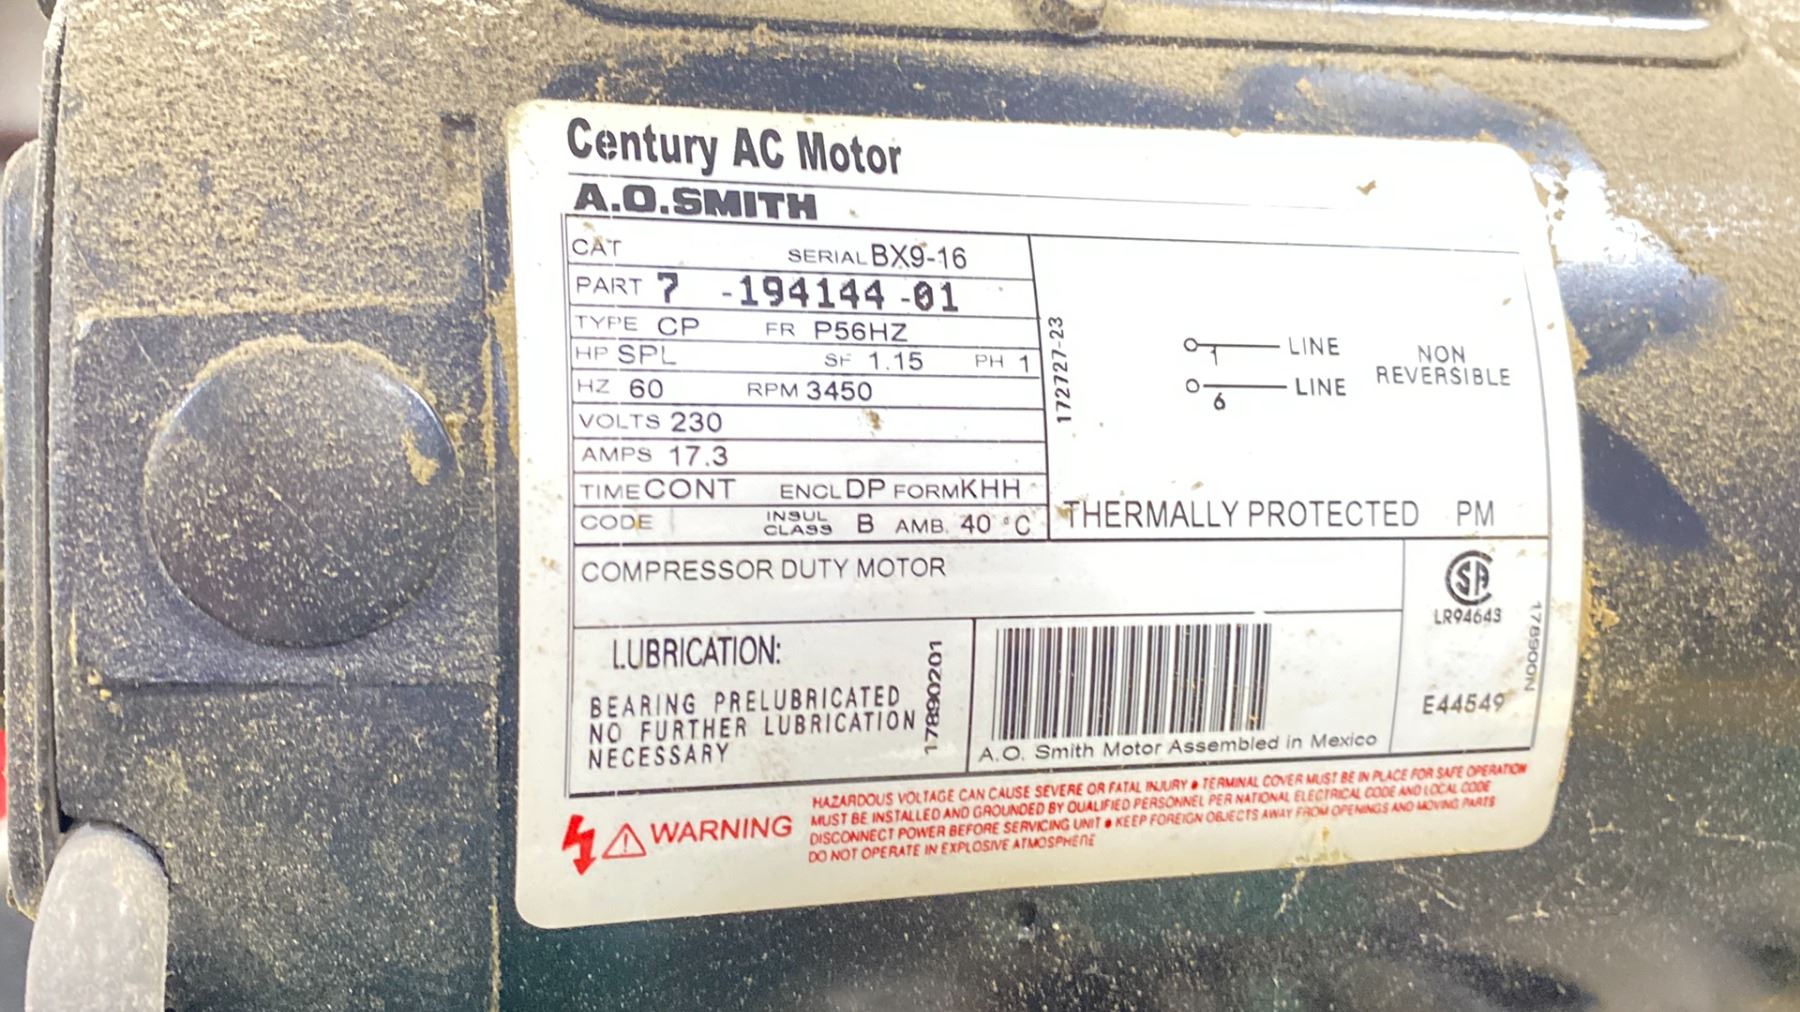 Century AC Motor
A.O.SMITH
CAT SERIAL BX9-16
PART 7 -194144 -01
TYPE CP FR P56HZ
HP SPL SF 1.15 PH 1
HZ 60 RPM 3450
VOLTS 230
AMPS 17.3
TIME CONT ENCL DP FORM KHH
CODE INSUL CLASS B AMB. 40 °C
172727-23
1 LINE
6 LINE
NON
REVERSIBLE
THERMALLY PROTECTED PM
COMPRESSOR DUTY MOTOR
LUBRICATION:
BEARING PRELUBRICATED
NO FURTHER LUBRICATION
NECESSARY
17890201
A.O. Smith Motor Assembled in Mexico
SA
LR94643
E44549
178900N
WARNING
HAZARDOUS VOLTAGE CAN CAUSE SEVERE OR FATAL INJURY • TERMINAL COVER MUST BE IN PLACE FOR SAFE OPERATION
MUST BE INSTALLED AND GROUNDED BY QUALIFIED PERSONNEL PER NATIONAL ELECTRICAL CODE AND LOCAL CODE
DISCONNECT POWER BEFORE SERVICING UNIT • KEEP FOREIGN OBJECTS AWAY FROM OPENINGS AND MOVING PARTS
DO NOT OPERATE IN EXPLOSIVE ATMOSPHERE